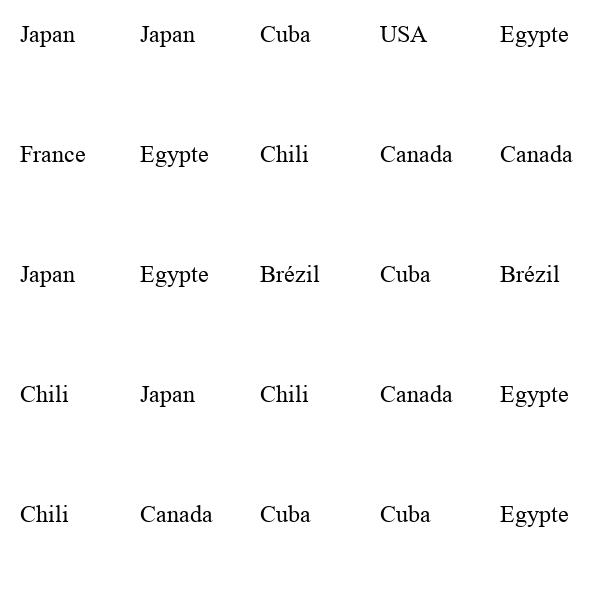 Japan Japan Cuba USA Egypte
France Egypte Chili Canada Canada
Japan Egypte Brézil Cuba Brézil
Chili Japan Chili Canada Egypte
Chili Canada Cuba Cuba Egypte